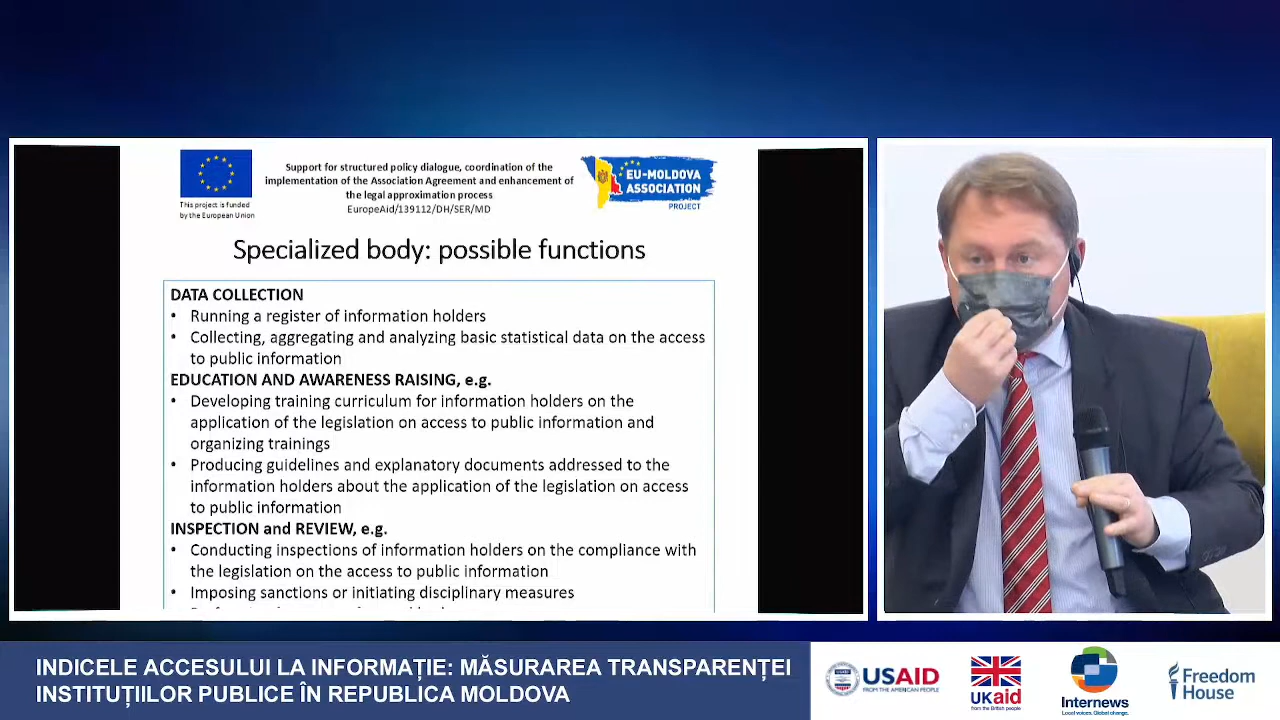 This project is funded
by the European Union
Support for structured policy dialogue, coordination of the
implementation of the Association Agreement and enhancement of
the legal approximation process
EuropeAid/139112/DH/SER/MD
EU-MOLDOVA
ASSOCIATION
PROJECT
Specialized body: possible functions
DATA COLLECTION
• Running a register of information holders
• Collecting, aggregating and analyzing basic statistical data on the access
to public information
EDUCATION AND AWARENESS RAISING, e.g.
• Developing training curriculum for information holders on the
application of the legislation on access to public information and
organizing trainings
• Producing guidelines and explanatory documents addressed to the
information holders about the application of the legislation on access
to public information
INSPECTION and REVIEW, e.g.
• Conducting inspections of information holders on the compliance with
the legislation on the access to public information
• Imposing sanctions or initiating disciplinary measures
INDICELE ACCESULUI LA INFORMAȚIE: MĂSURAREA TRANSPARENȚEI
INSTITUȚIILOR PUBLICE ÎN REPUBLICA MOLDOVA
USAID
FROM THE AMERICAN PEOPLE
UKaid
from the British people
Internews
Local voices. Global change.
Freedom
House